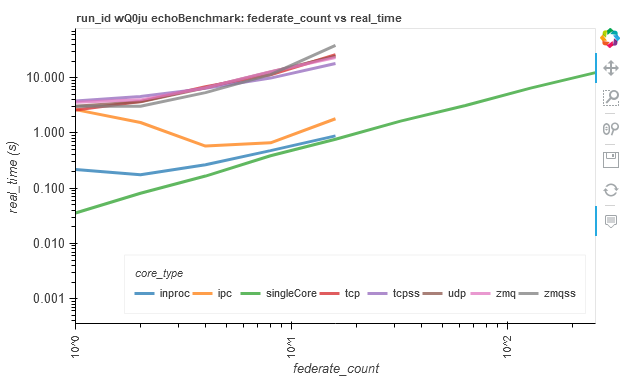 run_id wQ0ju echoBenchmark: federate_count vs real_time
real_time (s)
10.000
1.000
0.100
0.010
0.001
core_type
inproc ipc singleCore tcp tcpss udp zmq zmqss
10^0 10^1 10^2
federate_count